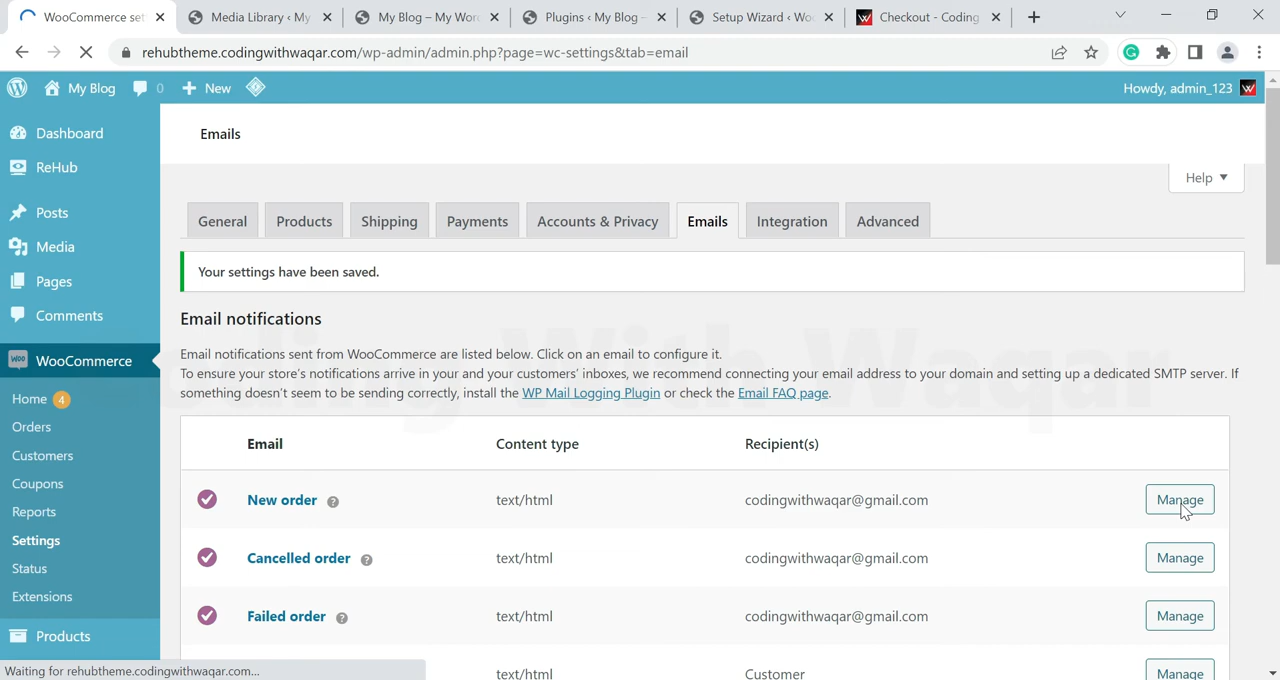 WooCommerce set
Media Library ‹ My
My Blog – My Wor
Plugins ‹ My Blog –
Setup Wizard ‹ Wo
Checkout - Coding
rehubtheme.codingwithwaqar.com/wp-admin/admin.php?page=wc-settings&tab=email
My Blog
0
New
Howdy, admin_123
Dashboard
ReHub
Posts
Media
Pages
Comments
WooCommerce
Home 4
Orders
Customers
Coupons
Reports
Settings
Status
Extensions
Products
Emails
Help
General
Products
Shipping
Payments
Accounts & Privacy
Emails
Integration
Advanced
Your settings have been saved.
Email notifications
Email notifications sent from WooCommerce are listed below. Click on an email to configure it.
To ensure your store's notifications arrive in your and your customers' inboxes, we recommend connecting your email address to your domain and setting up a dedicated SMTP server. If
something doesn't seem to be sending correctly, install the WP Mail Logging Plugin or check the Email FAQ page.
Email Content type Recipient(s)
New order text/html codingwithwaqar@gmail.com Manage
Cancelled order text/html codingwithwaqar@gmail.com Manage
Failed order text/html codingwithwaqar@gmail.com Manage
text/html Customer Manage
Coding With Waqar
Waiting for rehubtheme.codingwithwaqar.com...